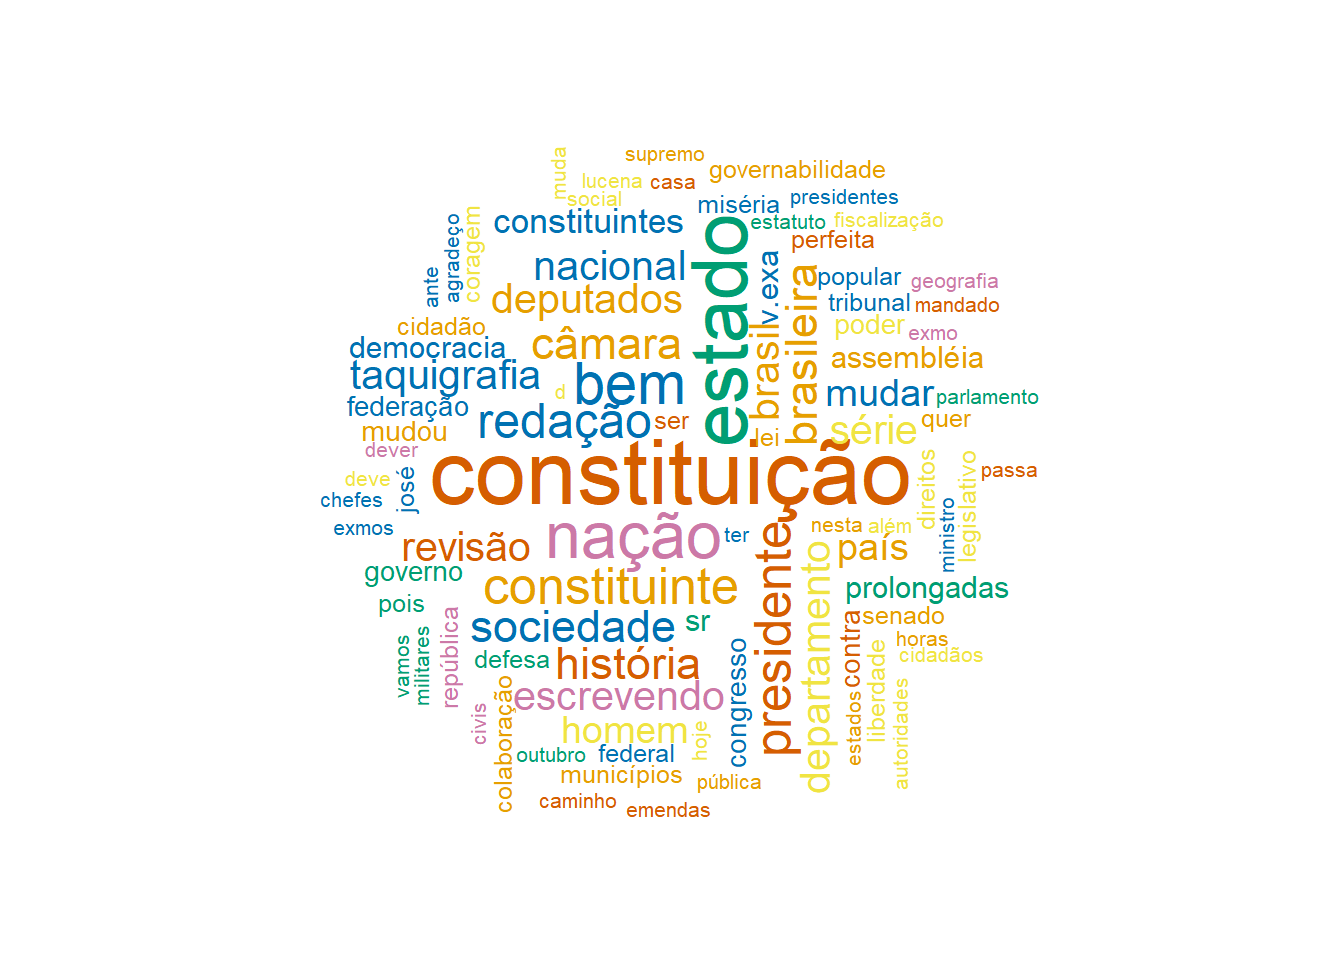 supremo
muda
governabilidade
lucena
casa
social
miséria
presidentes
constituintes
estatuto
fiscalização
agradeço
coragem
estado
perfeita
ante
nacional
v.exa
brasileira
popular
geografia
deputados
tribunal
mandado
cidadão
câmara
brasil
poder
exmo
democracia
assembléia
taquigrafia
bem
mudar
parlamento
d
federação
redação
ser
série
quer
mudou
lei
dever
constituição
direitos
legislativo
passa
deve
josé
chefes
exmos
nação
ter
presidente
nesta
além
ministro
revisão
país
departamento
governo
constituinte
prolongadas
pois
república
sociedade
sr
contra
senado
vamos
militares
defesa
história
congresso
liberdade
horas
cidadãos
civis
colaboração
escrevendo
homem
hoje
estados
autoridades
outubro
federal
municípios
pública
caminho
emendas